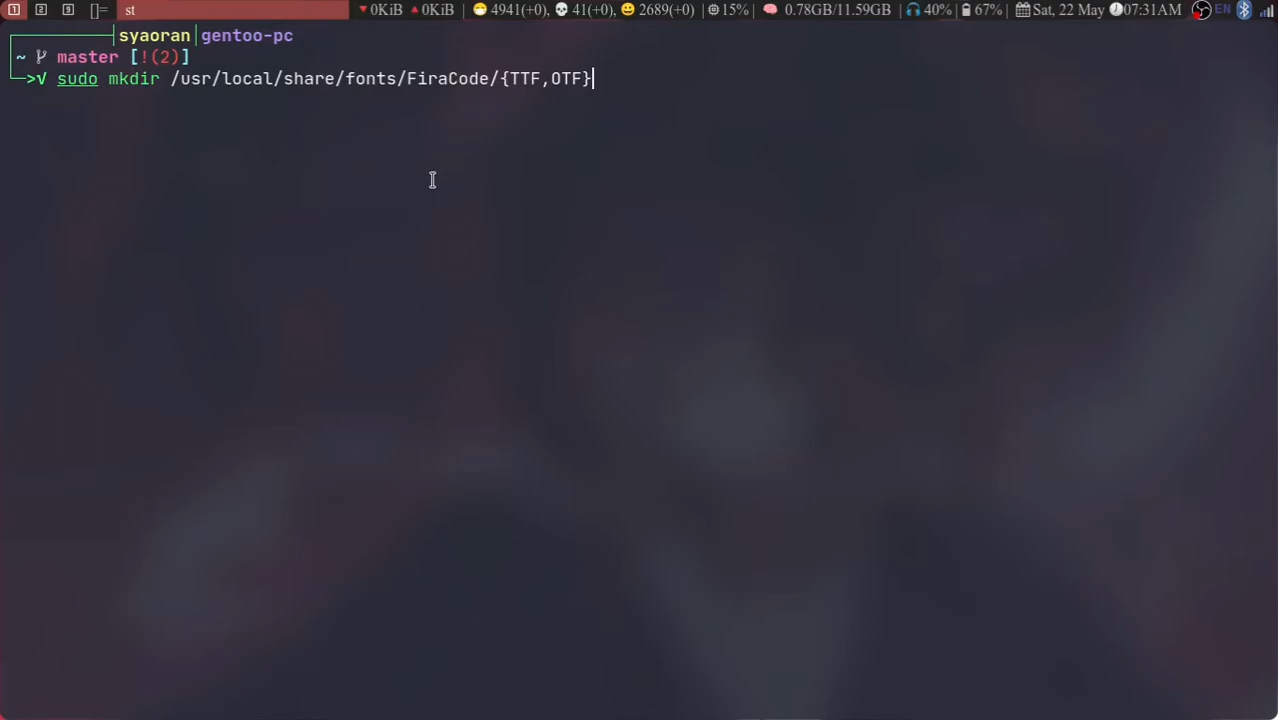 1 2 9 []= st 0KiB 0KiB | 4941(+0), 41(+0), 2689(+0) | 15% | 0.78GB/11.59GB | 40% | 67% | Sat, 22 May 07:31AM EN
syaoran gentoo-pc
~ master [!(2)]
sudo mkdir /usr/local/share/fonts/FiraCode/{TTF,OTF}